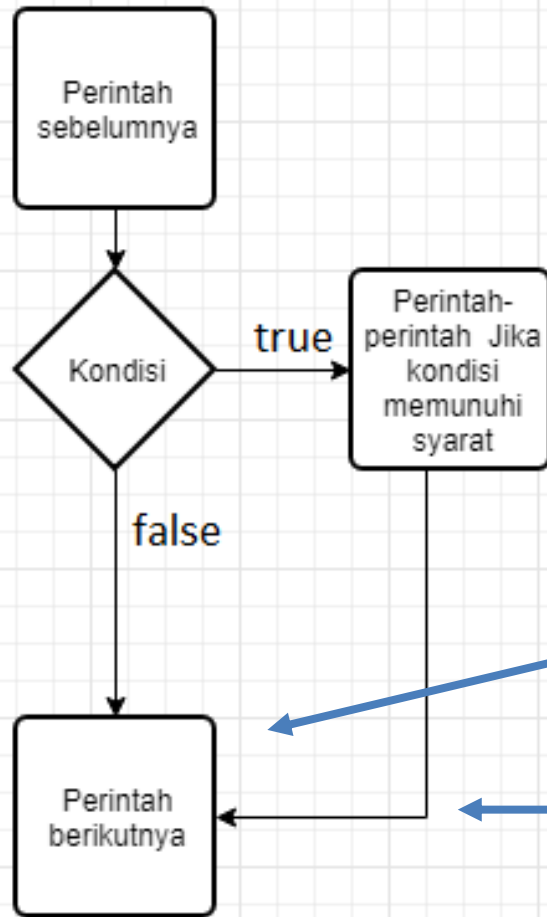 Perintah
sebelumnya
Kondisi
true
Perintah-
perintah Jika
kondisi
memunuhi
syarat
false
Perintah
berikutnya